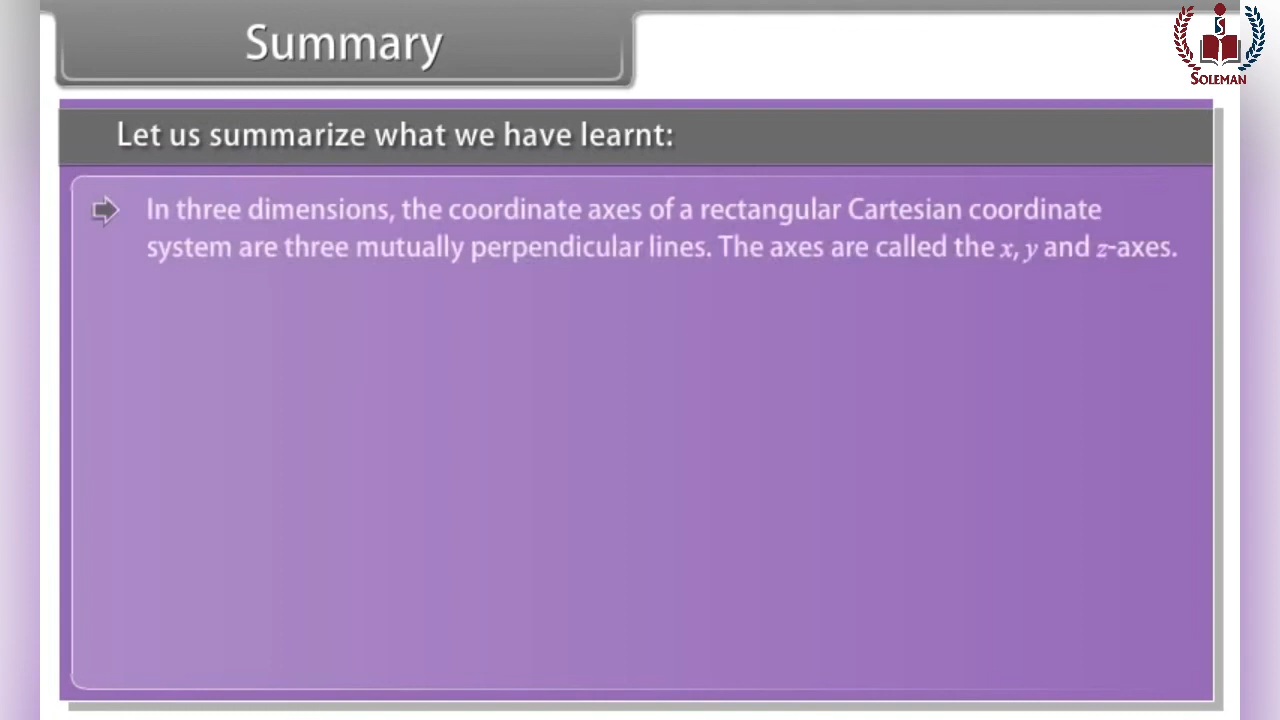 Summary
SOLEMAN
Let us summarize what we have learnt:
In three dimensions, the coordinate axes of a rectangular Cartesian coordinate
system are three mutually perpendicular lines. The axes are called the x, y and z-axes.